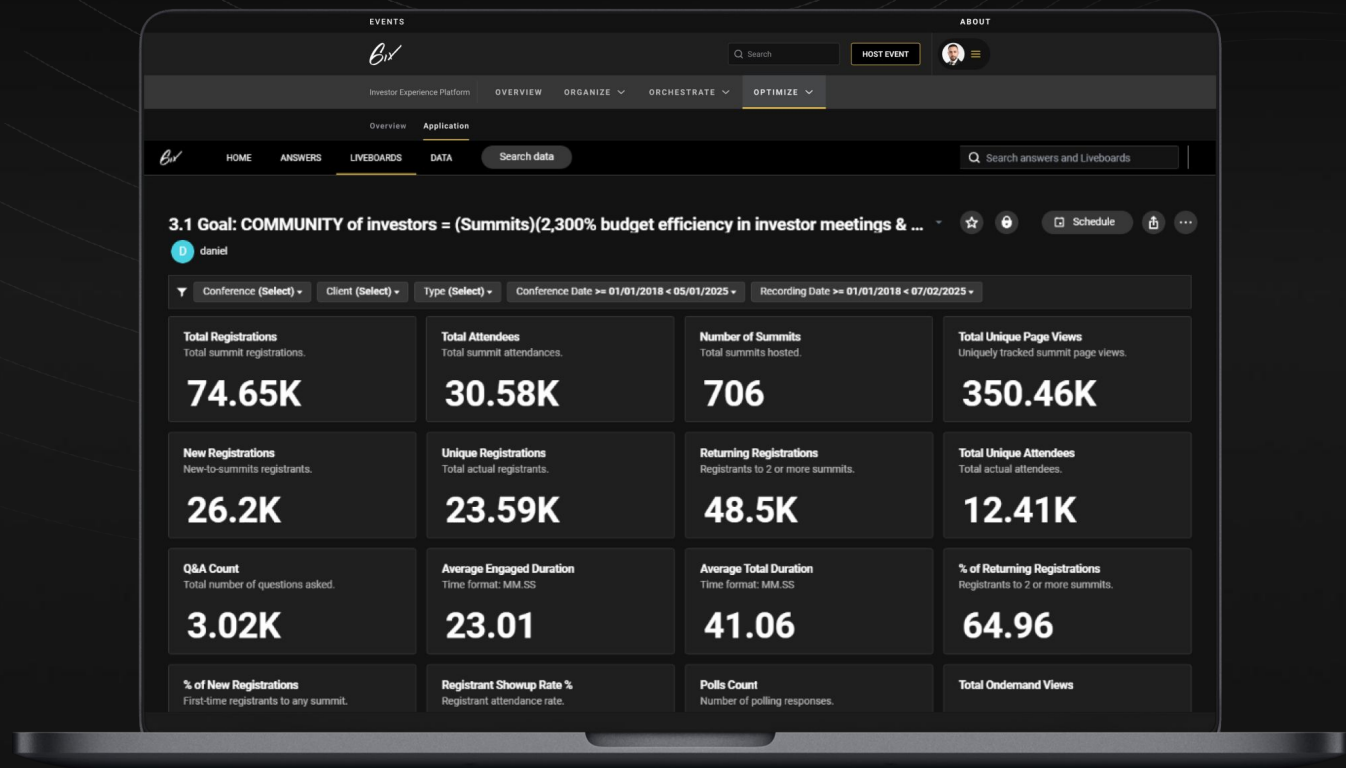 EVENTS
ABOUT
6ix
Search
HOST EVENT
Investor Experience Platform
OVERVIEW
ORGANIZE
ORCHESTRATE
OPTIMIZE
Overview
Application
6ix
HOME
ANSWERS
LIVEBOARDS
DATA
Search data
Search answers and Liveboards
3.1 Goal: COMMUNITY of investors = (Summits)(2,300% budget efficiency in investor meetings & ...
Schedule
D
daniel
Conference (Select)
Client (Select)
Type (Select)
Conference Date >= 01/01/2018 < 05/01/2025
Recording Date >= 01/01/2018 < 07/02/2025
Total Registrations
Total summit registrations.
74.65K
Total Attendees
Total summit attendances.
30.58K
Number of Summits
Total summits hosted.
706
Total Unique Page Views
Uniquely tracked summit page views.
350.46K
New Registrations
New-to-summits registrants.
26.2K
Unique Registrations
Total actual registrants.
23.59K
Returning Registrations
Registrants to 2 or more summits.
48.5K
Total Unique Attendees
Total actual attendees.
12.41K
Q&A Count
Total number of questions asked.
3.02K
Average Engaged Duration
Time format: MM.SS
23.01
Average Total Duration
Time format: MM.SS
41.06
% of Returning Registrations
Registrants to 2 or more summits.
64.96
% of New Registrations
First-time registrants to any summit.
Registrant Showup Rate %
Registrant attendance rate.
Polls Count
Number of polling responses.
Total Ondemand Views